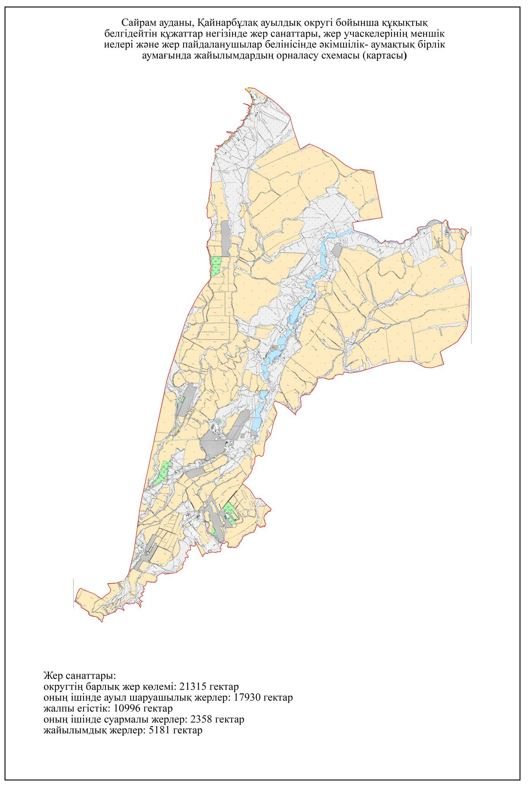 Сайрам ауданы, Қайнарбұлақ ауылдық округі бойынша құқықтық
белгідейтін құжаттар негізінде жер санаттары, жер учаскелерінің меншік
иелері және жер пайдаланушылар белінісінде әкімшілік- аумақтық бірлік
аумағында жайылымдардың орналасу схемасы (картасы)
Жер санаттары:
округтің барлық жер көлемі: 21315 гектар
оның ішінде ауыл шаруашылық жерлер: 17930 гектар
жалпы егістік: 10996 гектар
оның ішінде суармалы жерлер: 2358 гектар
жайылымдық жерлер: 5181 гектар